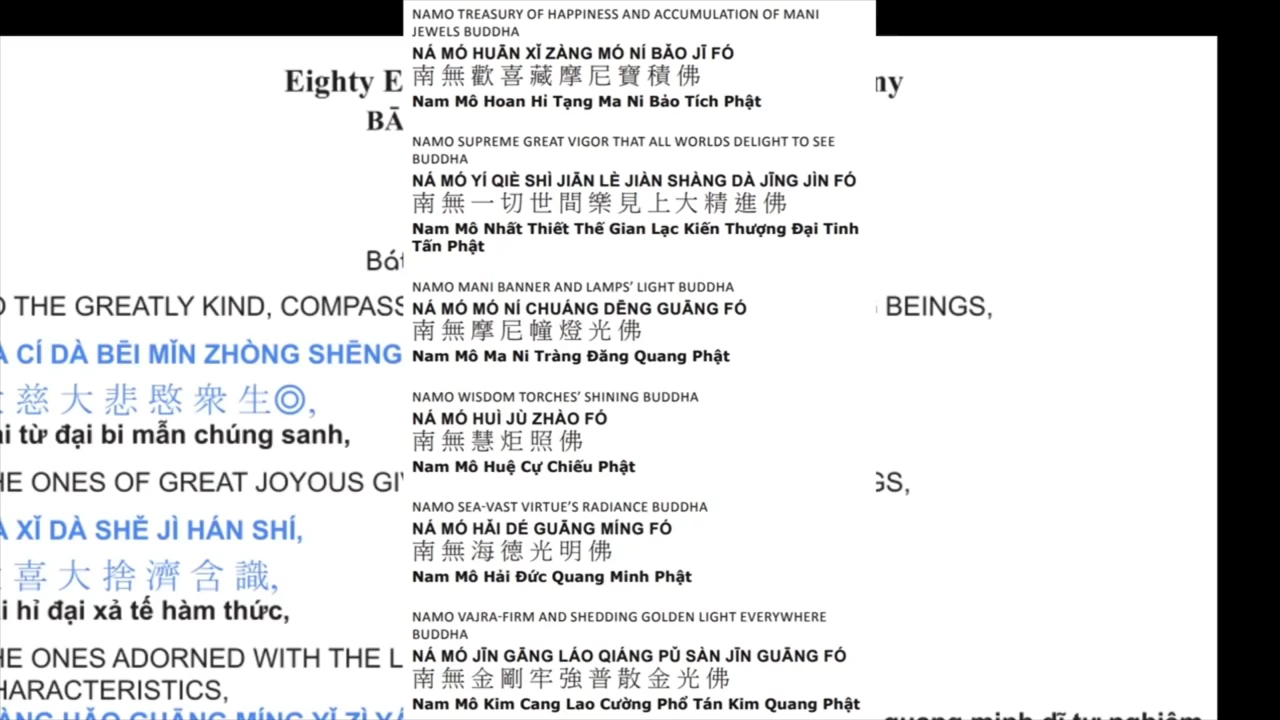 Eighty E
ny
BĀ
Bát
THE GREATLY KIND, COMPASS
BEINGS,
CÍ DÀ BĒI MǏN ZHÒNG SHĒNG
慈大悲愍衆生◎,
từ đại bi mẫn chúng sanh,
ONES OF GREAT JOYOUS GI
GS,
XǏ DÀ SHĚ JÌ HÁN SHÍ,
喜大捨濟含識,
hỉ đại xả tế hàm thức,
ONES ADORNED WITH THE L
HARACTERISTICS,
HǍO GUĀNG MÍNG YǏ ZÌ
quang minh dĩ tự nghiêm
NAMO TREASURY OF HAPPINESS AND ACCUMULATION OF MANI
JEWELS BUDDHA
NÁ MÓ HUĀN XǏ ZÀNG MÓ NÍ BǍO JĪ FÓ
南無歡喜藏摩尼寶積佛
Nam Mô Hoan Hỉ Tạng Ma Ni Bảo Tích Phật
NAMO SUPREME GREAT VIGOR THAT ALL WORLDS DELIGHT TO SEE
BUDDHA
NÁ MÓ YÍ QIÈ SHÌ JIĀN LÈ JIÀN SHÀNG DÀ JĪNG JÌN FÓ
南無一切世間樂見上大精進佛
Nam Mô Nhất Thiết Thế Gian Lạc Kiến Thượng Đại Tinh
Tấn Phật
NAMO MANI BANNER AND LAMPS’ LIGHT BUDDHA
NÁ MÓ MÓ NÍ CHUÁNG DĒNG GUĀNG FÓ
南無摩尼幢燈光佛
Nam Mô Ma Ni Tràng Đăng Quang Phật
NAMO WISDOM TORCHES’ SHINING BUDDHA
NÁ MÓ HUÌ JÙ ZHÀO FÓ
南無慧炬照佛
Nam Mô Huệ Cự Chiếu Phật
NAMO SEA-VAST VIRTUE’S RADIANCE BUDDHA
NÁ MÓ HǍI DÉ GUĀNG MÍNG FÓ
南無海德光明佛
Nam Mô Hải Đức Quang Minh Phật
NAMO VAJRA-FIRM AND SHEDDING GOLDEN LIGHT EVERYWHERE
BUDDHA
NÁ MÓ JĪN GĀNG LÁO QIÁNG PǓ SÀN JĪN GUĀNG FÓ
南無金剛牢強普散金光佛
Nam Mô Kim Cang Lao Cường Phổ Tán Kim Quang Phật